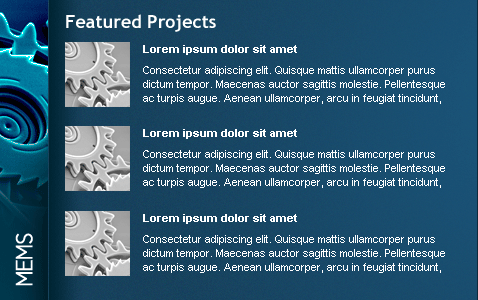 Featured Projects
Lorem ipsum dolor sit amet
Consectetur adipiscing elit. Quisque mattis ullamcorper purus
dictum tempor. Maecenas auctor sagittis molestie. Pellentesque
ac turpis augue. Aenean ullamcorper, arcu in feugiat tincidunt,
Lorem ipsum dolor sit amet
Consectetur adipiscing elit. Quisque mattis ullamcorper purus
dictum tempor. Maecenas auctor sagittis molestie. Pellentesque
ac turpis augue. Aenean ullamcorper, arcu in feugiat tincidunt,
Lorem ipsum dolor sit amet
Consectetur adipiscing elit. Quisque mattis ullamcorper purus
dictum tempor. Maecenas auctor sagittis molestie. Pellentesque
ac turpis augue. Aenean ullamcorper, arcu in feugiat tincidunt,
MEMS